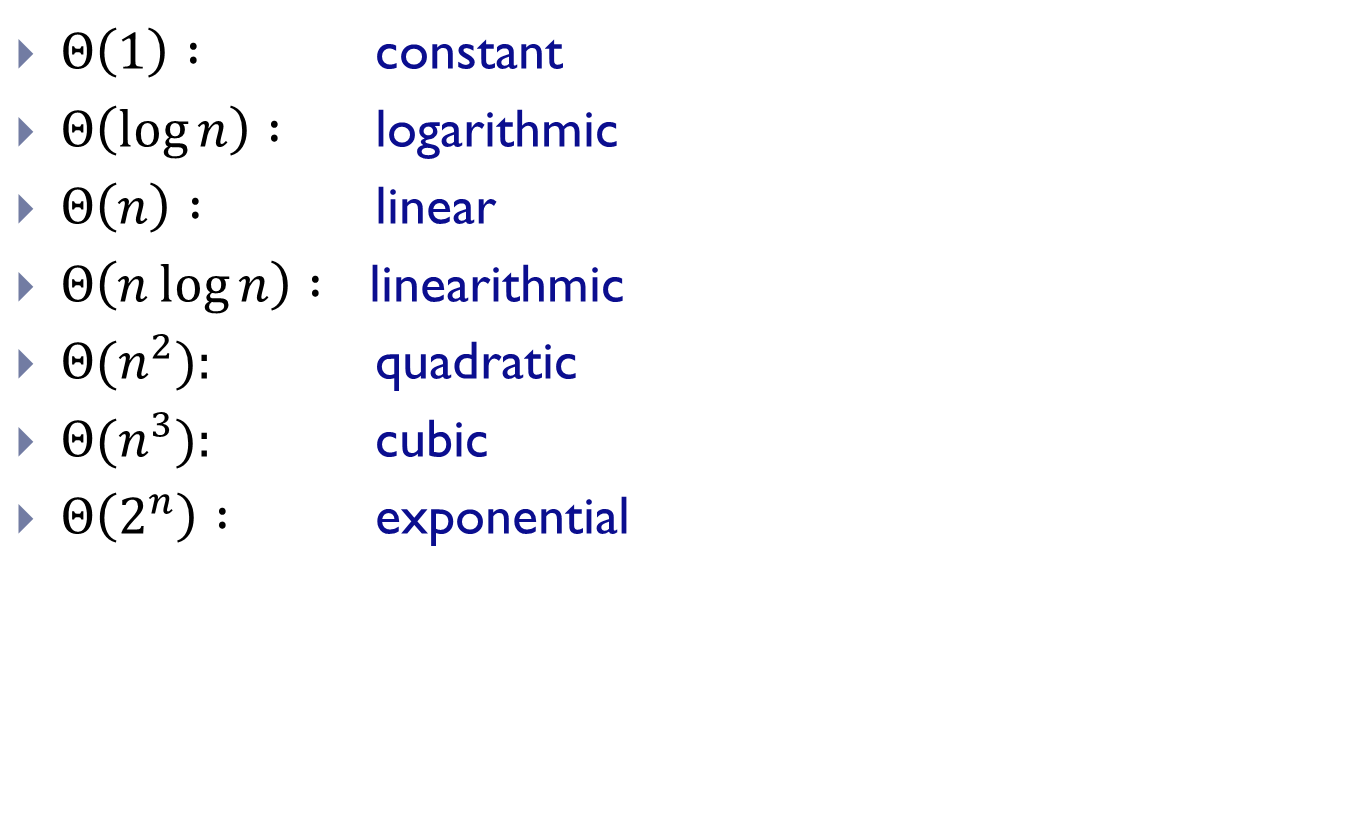 Θ(1) : constant
Θ(log n) : logarithmic
Θ(n) : linear
Θ(n log n) : linearithmic
Θ(n²): quadratic
Θ(n³): cubic
Θ(2ⁿ) : exponential